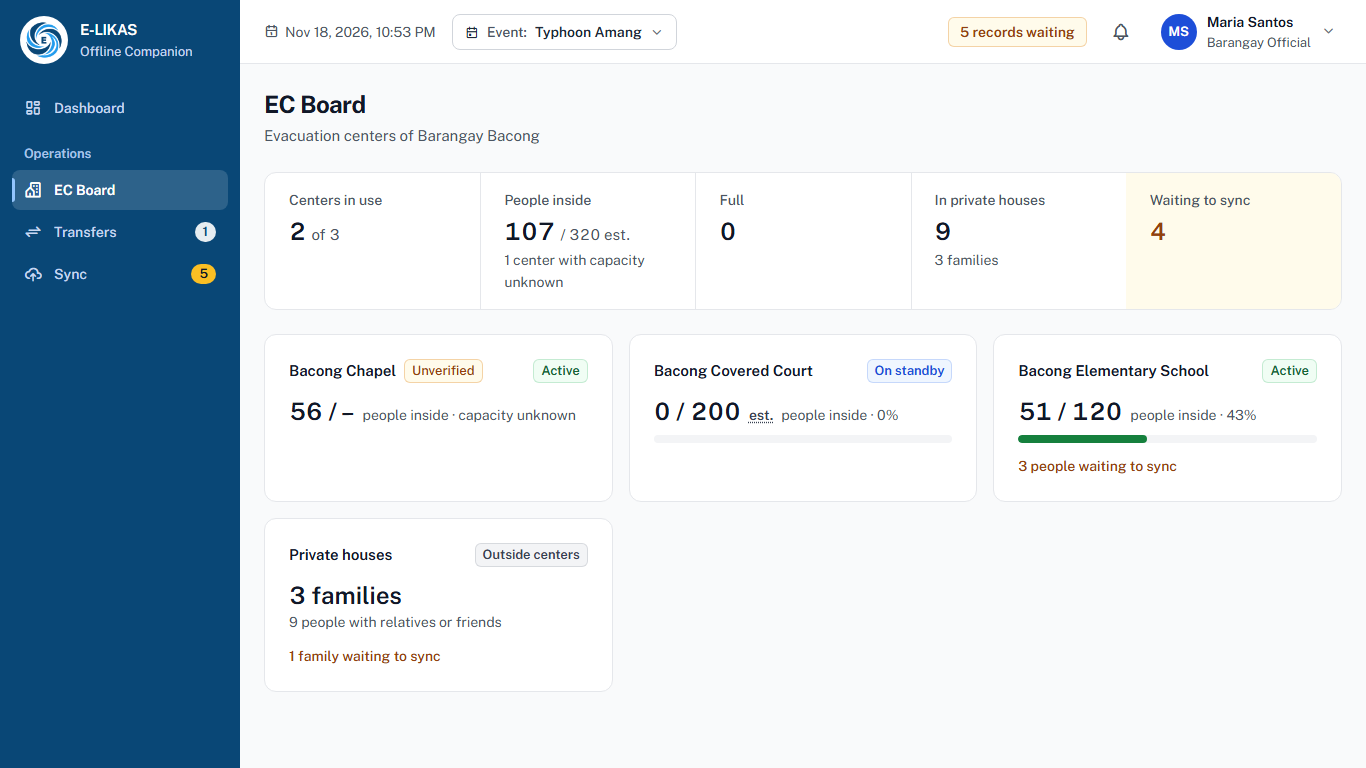 E-LIKAS
Offline Companion
Dashboard
Operations
EC Board
Transfers 1
Sync 5
Nov 18, 2026, 10:53 PM
Event: Typhoon Amang
5 records waiting
MS
Maria Santos
Barangay Official
EC Board
Evacuation centers of Barangay Bacong
Centers in use
2 of 3
People inside
107 / 320 est.
1 center with capacity
unknown
Full
0
In private houses
9
3 families
Waiting to sync
4
Bacong Chapel Unverified Active
56 / – people inside · capacity unknown
Bacong Covered Court On standby
0 / 200 est. people inside · 0%
Bacong Elementary School Active
51 / 120 people inside · 43%
3 people waiting to sync
Private houses Outside centers
3 families
9 people with relatives or friends
1 family waiting to sync